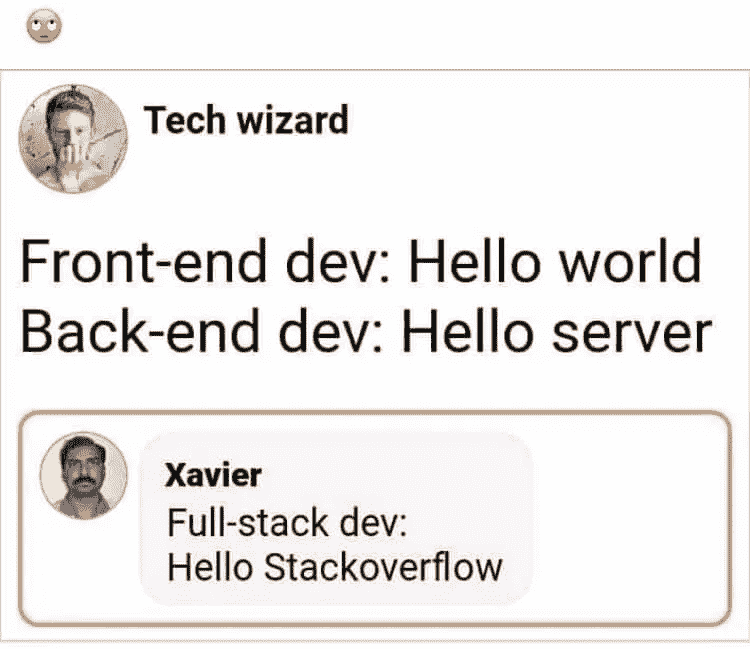 Tech wizard
Front-end dev: Hello world
Back-end dev: Hello server
Xavier
Full-stack dev:
Hello Stackoverflow